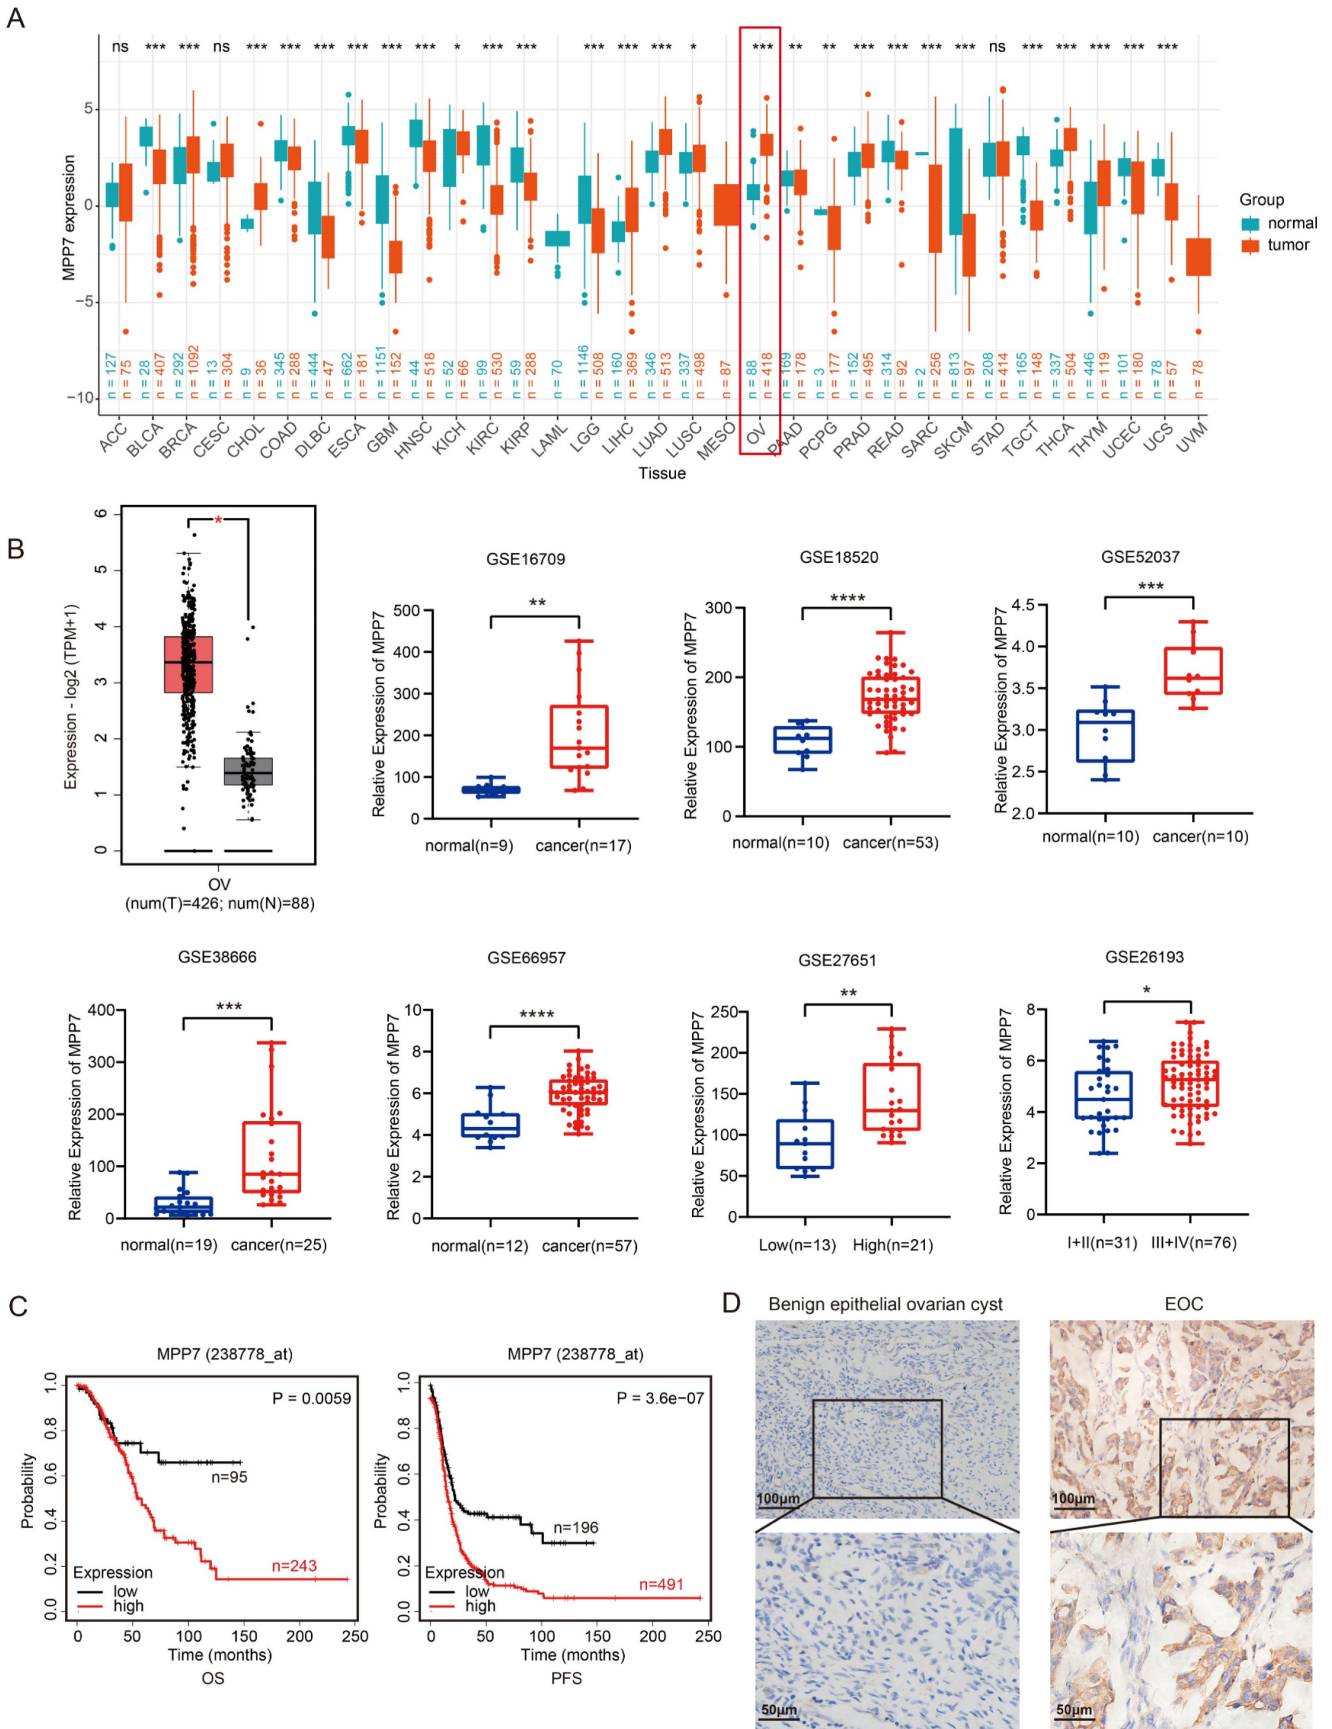 A
ns *** *** ns *** *** *** *** *** *** * *** *** *** *** *** * *** ** ** *** *** *** *** ns *** *** *** *** ***
MPP7 expression
5
0
−5
−10
n = 127 n = 75 n = 28 n = 407 n = 292 n = 1092 n = 13 n = 304 n = 9 n = 36 n = 345 n = 288 n = 444 n = 47 n = 662 n = 181 n = 1151 n = 152 n = 44 n = 518 n = 52 n = 66 n = 99 n = 530 n = 59 n = 288 n = 70 n = 1146 n = 508 n = 160 n = 369 n = 346 n = 513 n = 337 n = 498 n = 87 n = 88 n = 418 n = 169 n = 178 n = 3 n = 177 n = 152 n = 495 n = 314 n = 92 n = 2 n = 256 n = 813 n = 97 n = 208 n = 414 n = 165 n = 148 n = 337 n = 504 n = 446 n = 119 n = 101 n = 180 n = 78 n = 57 n = 78
ACC BLCA BRCA CESC CHOL COAD DLBC ESCA GBM HNSC KICH KIRC KIRP LAML LGG LIHC LUAD LUSC MESO OV PAAD PCPG PRAD READ SARC SKCM STAD TGCT THCA THYM UCEC UCS UVM
Tissue
Group
normal
tumor
B
Expression - log2 (TPM+1)
6
5
4
3
2
1
0
*
OV
(num(T)=426; num(N)=88)
GSE16709
**
Relative Expression of MPP7
500
400
300
200
100
0
normal(n=9) cancer(n=17)
GSE18520
****
Relative Expression of MPP7
300
200
100
0
normal(n=10) cancer(n=53)
GSE52037
***
Relative Expression of MPP7
4.5
4.0
3.5
3.0
2.5
2.0
normal(n=10) cancer(n=10)
GSE38666
***
Relative Expression of MPP7
400
300
200
100
0
normal(n=19) cancer(n=25)
GSE66957
****
Relative Expression of MPP7
10
8
6
4
2
0
normal(n=12) cancer(n=57)
GSE27651
**
Relative Expression of MPP7
250
200
150
100
50
0
Low(n=13) High(n=21)
GSE26193
*
Relative Expression of MPP7
8
6
4
2
0
I+II(n=31) III+IV(n=76)
C
MPP7 (238778_at)
P = 0.0059
Probability
1.0
0.8
0.6
0.4
0.2
0.0
n=95
n=243
Expression
low
high
0 50 100 150 200 250
Time (months)
OS
MPP7 (238778_at)
P = 3.6e−07
Probability
1.0
0.8
0.6
0.4
0.2
0.0
n=196
n=491
Expression
low
high
0 50 100 150 200 250
Time (months)
PFS
D
Benign epithelial ovarian cyst EOC
100μm 100μm
50μm 50μm